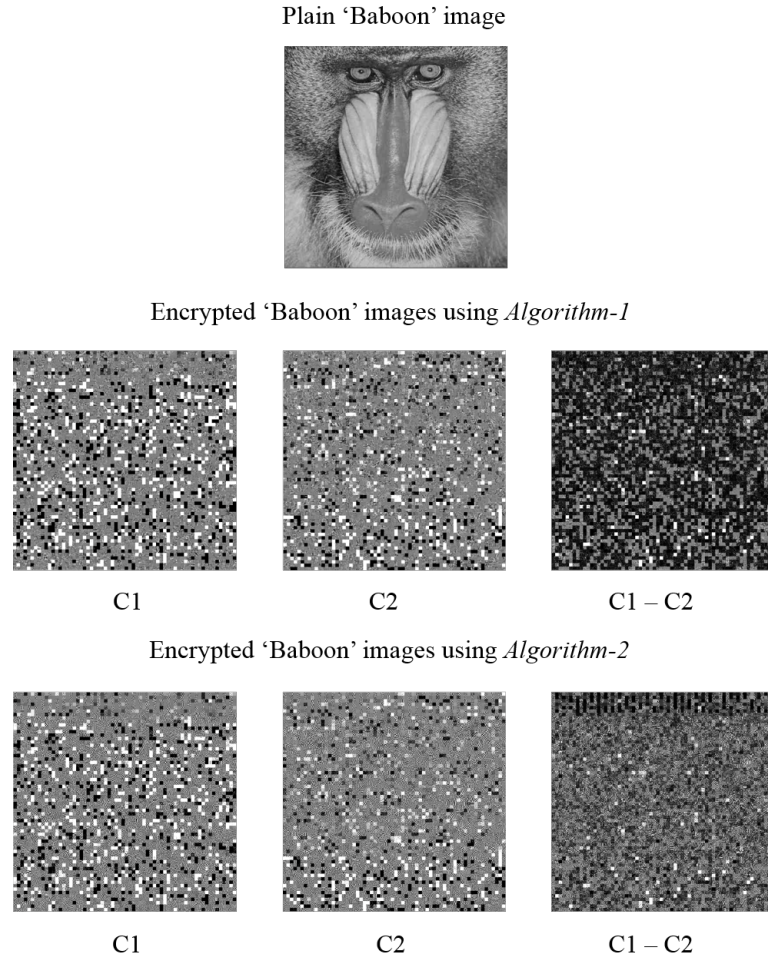 Plain ‘Baboon’ image
Encrypted ‘Baboon’ images using Algorithm-1
C1 C2 C1 – C2
Encrypted ‘Baboon’ images using Algorithm-2
C1 C2 C1 – C2